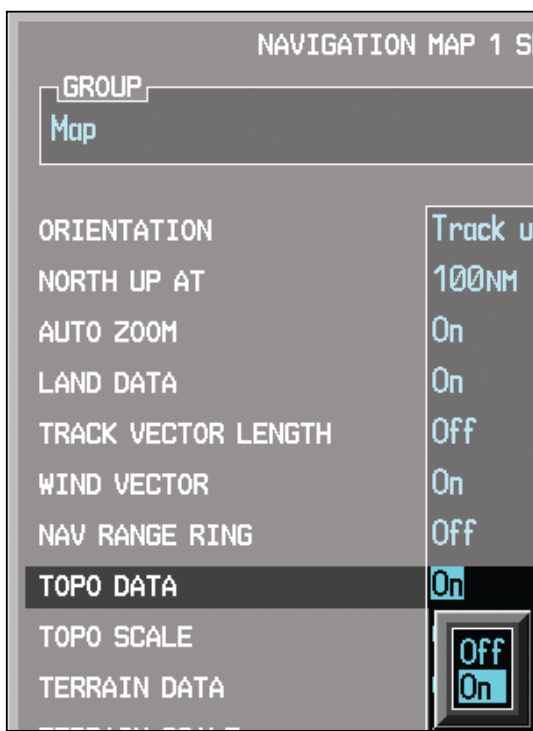 NAVIGATION MAP 1
GROUP
Map
ORIENTATION Track
NORTH UP AT 100NM
AUTO ZOOM On
LAND DATA On
TRACK VECTOR LENGTH Off
WIND VECTOR On
NAV RANGE RING Off
TOPO DATA On
TOPO SCALE
Off
TERRAIN DATA On